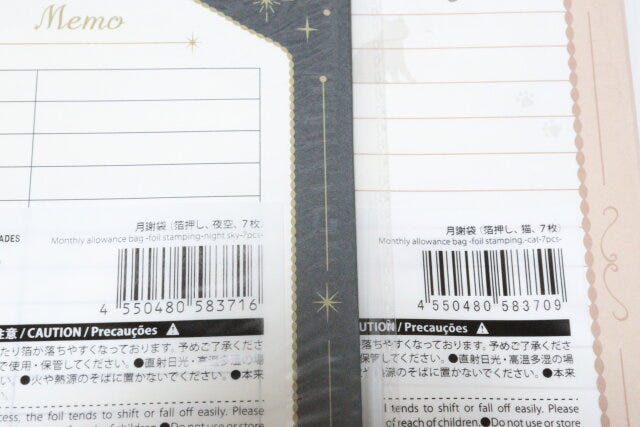 Memo
ADES
月謝袋（箔押し、夜空、7枚）
Monthly allowance bag -foil stamping-night sky-7pcs-
4 550480 583716
注意 / CAUTION / Precauções
たり箔が落ちやすくなっております。予めご了承くださ
で使用・保管してください。●直射日光・高温多湿の場
い。●火や熱源のそばに置かないでください。●本来
cess, the foil tends to shift or fall off easily. Please
of reach of children. ●Do not use or store
月謝袋（箔押し、猫、7枚）
Monthly allowance bag -foil stamping,-cat-7pcs-
4 550480 583709
ION / Precauções
やすくなっております。予めご了承くださ
してください。●直射日光・高温多湿の場
源のそばに置かないでください。●本来
l tends to shift or fall off easily. Please
of reach of children. ●Do not use or store